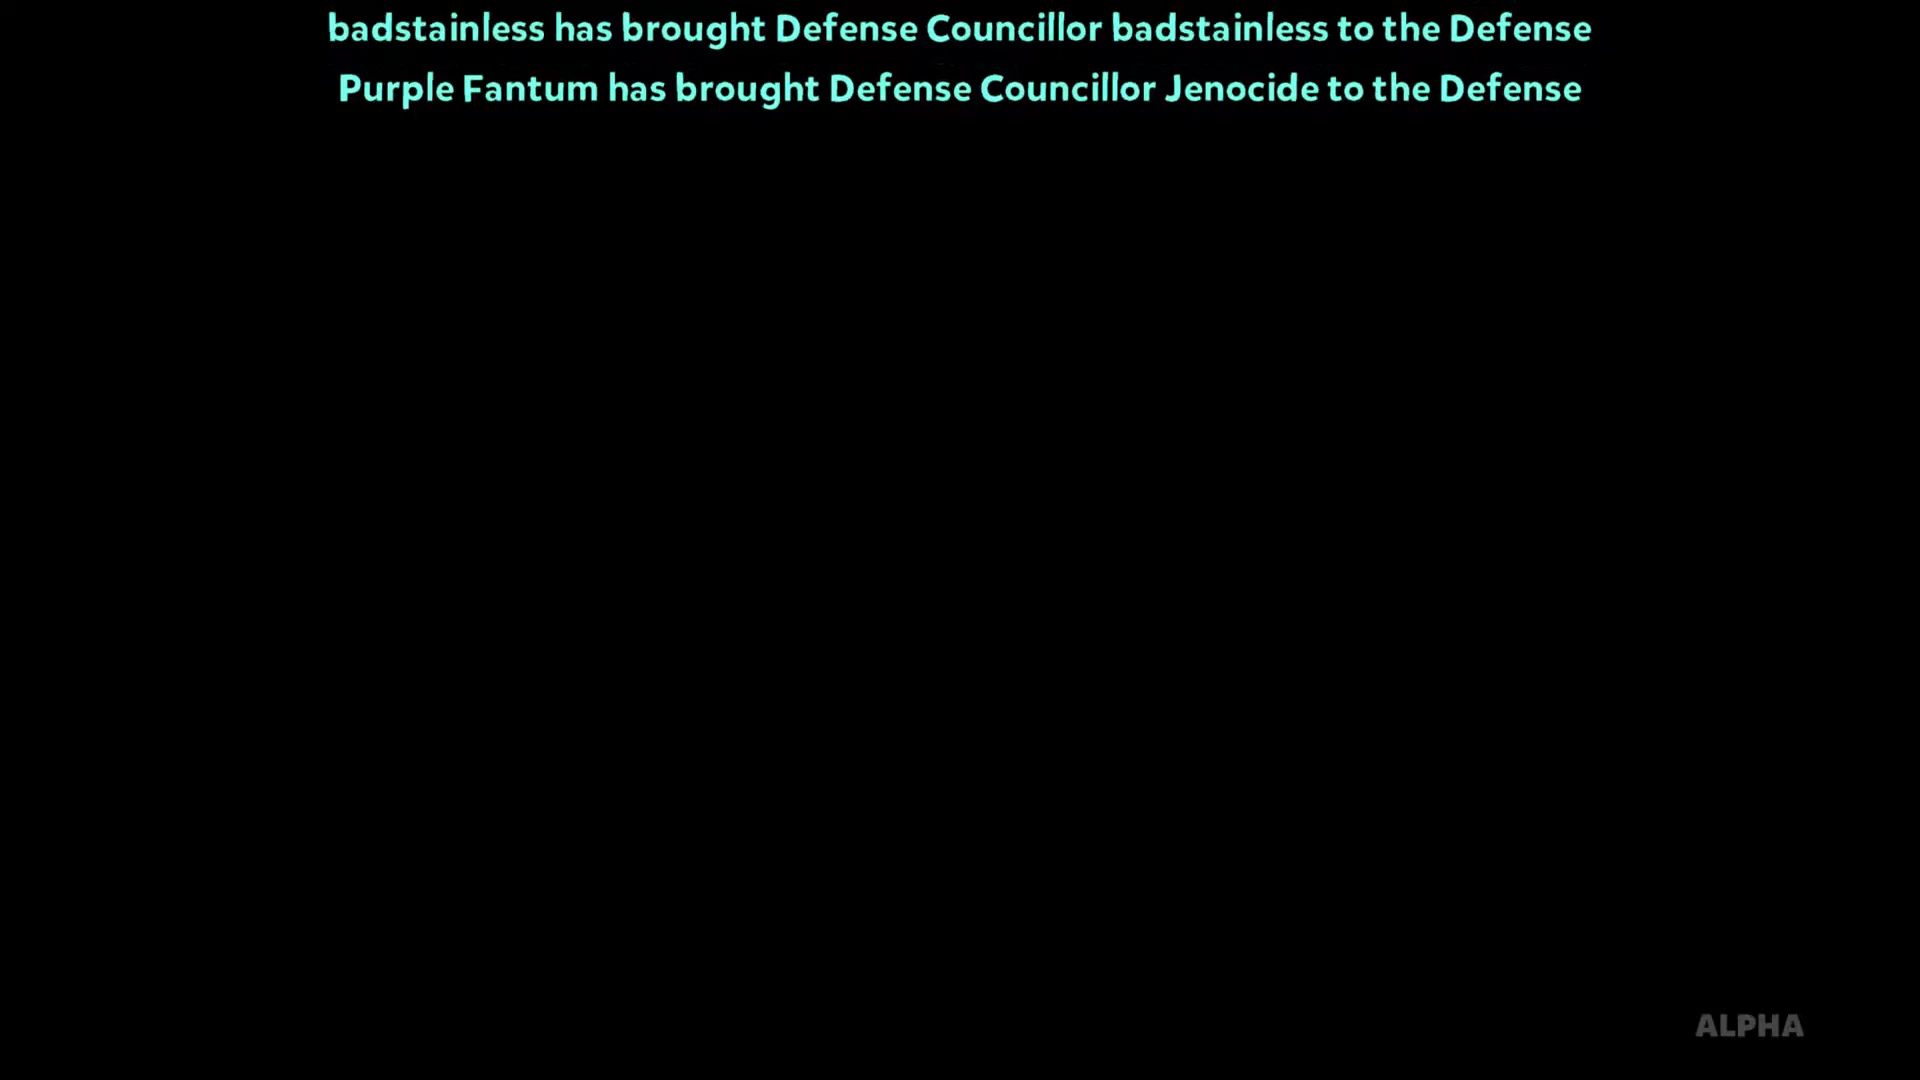 badstainless has brought Defense Councillor badstainless to the Defense
Purple Fantum has brought Defense Councillor Jenocide to the Defense
ALPHA